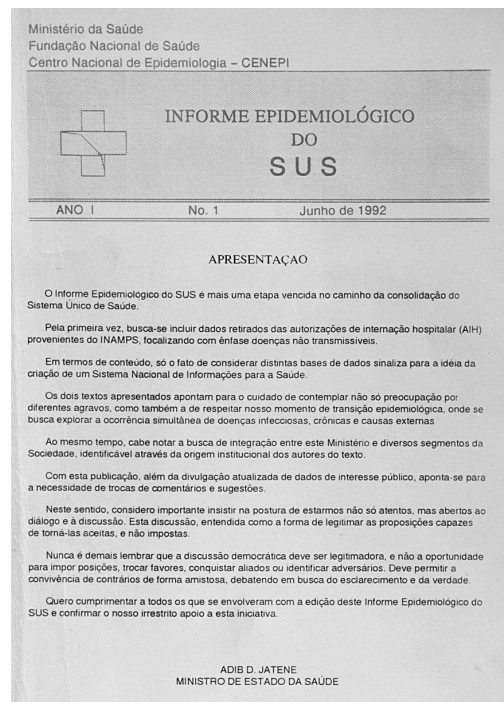 Ministério da Saúde
Fundação Nacional de Saúde
Centro Nacional de Epidemiologia – CENEPI
INFORME EPIDEMIOLÓGICO
DO
SUS
ANO I No. 1 Junho de 1992
APRESENTAÇAO
O Informe Epidemiológico do SUS é mais uma etapa vencida no caminho da consolidação do
Sistema Único de Saúde.
Pela primeira vez, busca-se incluir dados retirados das autorizações de internação hospitalar (AIH)
provenientes do INAMPS, focalizando com ênfase doenças não transmissíveis.
Em termos de conteúdo, só o fato de considerar distintas bases de dados sinaliza para a idéia da
criação de um Sistema Nacional de Informações para a Saúde.
Os dois textos apresentados apontam para o cuidado de contemplar não só preocupação por
diferentes agravos, como também a de respeitar nosso momento de transição epidemiológica, onde se
busca explorar a ocorrência simultânea de doenças infecciosas, crônicas e causas externas
Ao mesmo tempo, cabe notar a busca de integração entre este Ministério e diversos segmentos da
Sociedade, identificável através da origem institucional dos autores do texto.
Com esta publicação, além da divulgação atualizada de dados de interesse público, aponta-se para
a necessidade de trocas de comentários e sugestões.
Neste sentido, considero importante insistir na postura de estarmos não só atentos, mas abertos ao
diálogo e à discussão. Esta discussão, entendida como a forma de legitimar as proposições capazes
de torná-las aceitas, e não impostas.
Nunca é demais lembrar que a discussão democrática deve ser legitimadora, e não a oportunidade
para impor posições, trocar favores, conquistar aliados ou identificar adversários. Deve permitir a
convivência de contrários de forma amistosa, debatendo em busca do esclarecimento e da verdade.
Quero cumprimentar a todos os que se envolveram com a edição deste Informe Epidemiológico do
SUS e confirmar o nosso irrestrito apoio a esta iniciativa.
ADIB D. JATENE
MINISTRO DE ESTADO DA SAÚDE